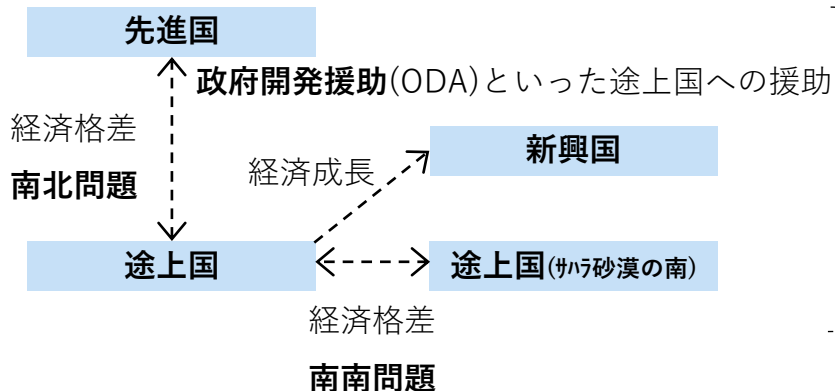 先進国
政府開発援助(ODA)といった途上国への援助
経済格差
南北問題
経済成長
新興国
途上国
途上国(ｻﾊﾗ砂漠の南)
経済格差
南南問題